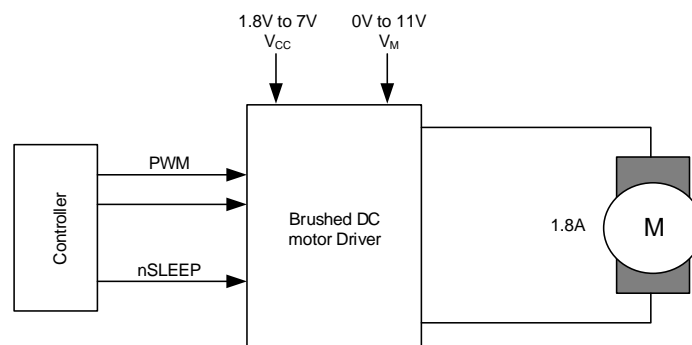 1.8V to 7V
VCC
0V to 11V
VM
Controller
PWM
nSLEEP
Brushed DC
motor Driver
1.8A
M